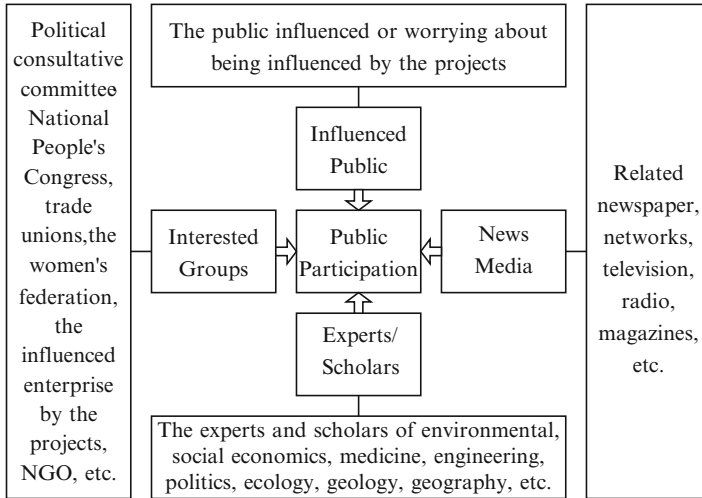 Political
consultative
committee,
National
People's
Congress,
trade
unions,the
women's
federation,
the
influenced
enterprise
by the
projects,
NGO, etc.
The public influenced or worrying about
being influenced by the projects
Influenced
Public
Interested
Groups
Public
Participation
News
Media
Experts/
Scholars
The experts and scholars of environmental,
social economics, medicine, engineering,
politics, ecology, geology, geography, etc.
Related
newspaper,
networks,
television,
radio,
magazines,
etc.